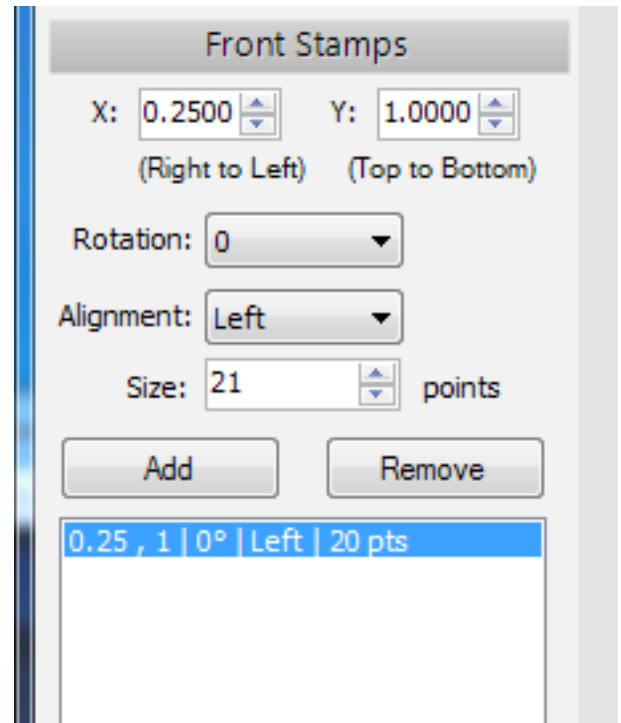 Front Stamps
X: 0.2500 Y: 1.0000
(Right to Left) (Top to Bottom)
Rotation: 0
Alignment: Left
Size: 21 points
Add Remove
0.25 , 1 | 0° | Left | 20 pts